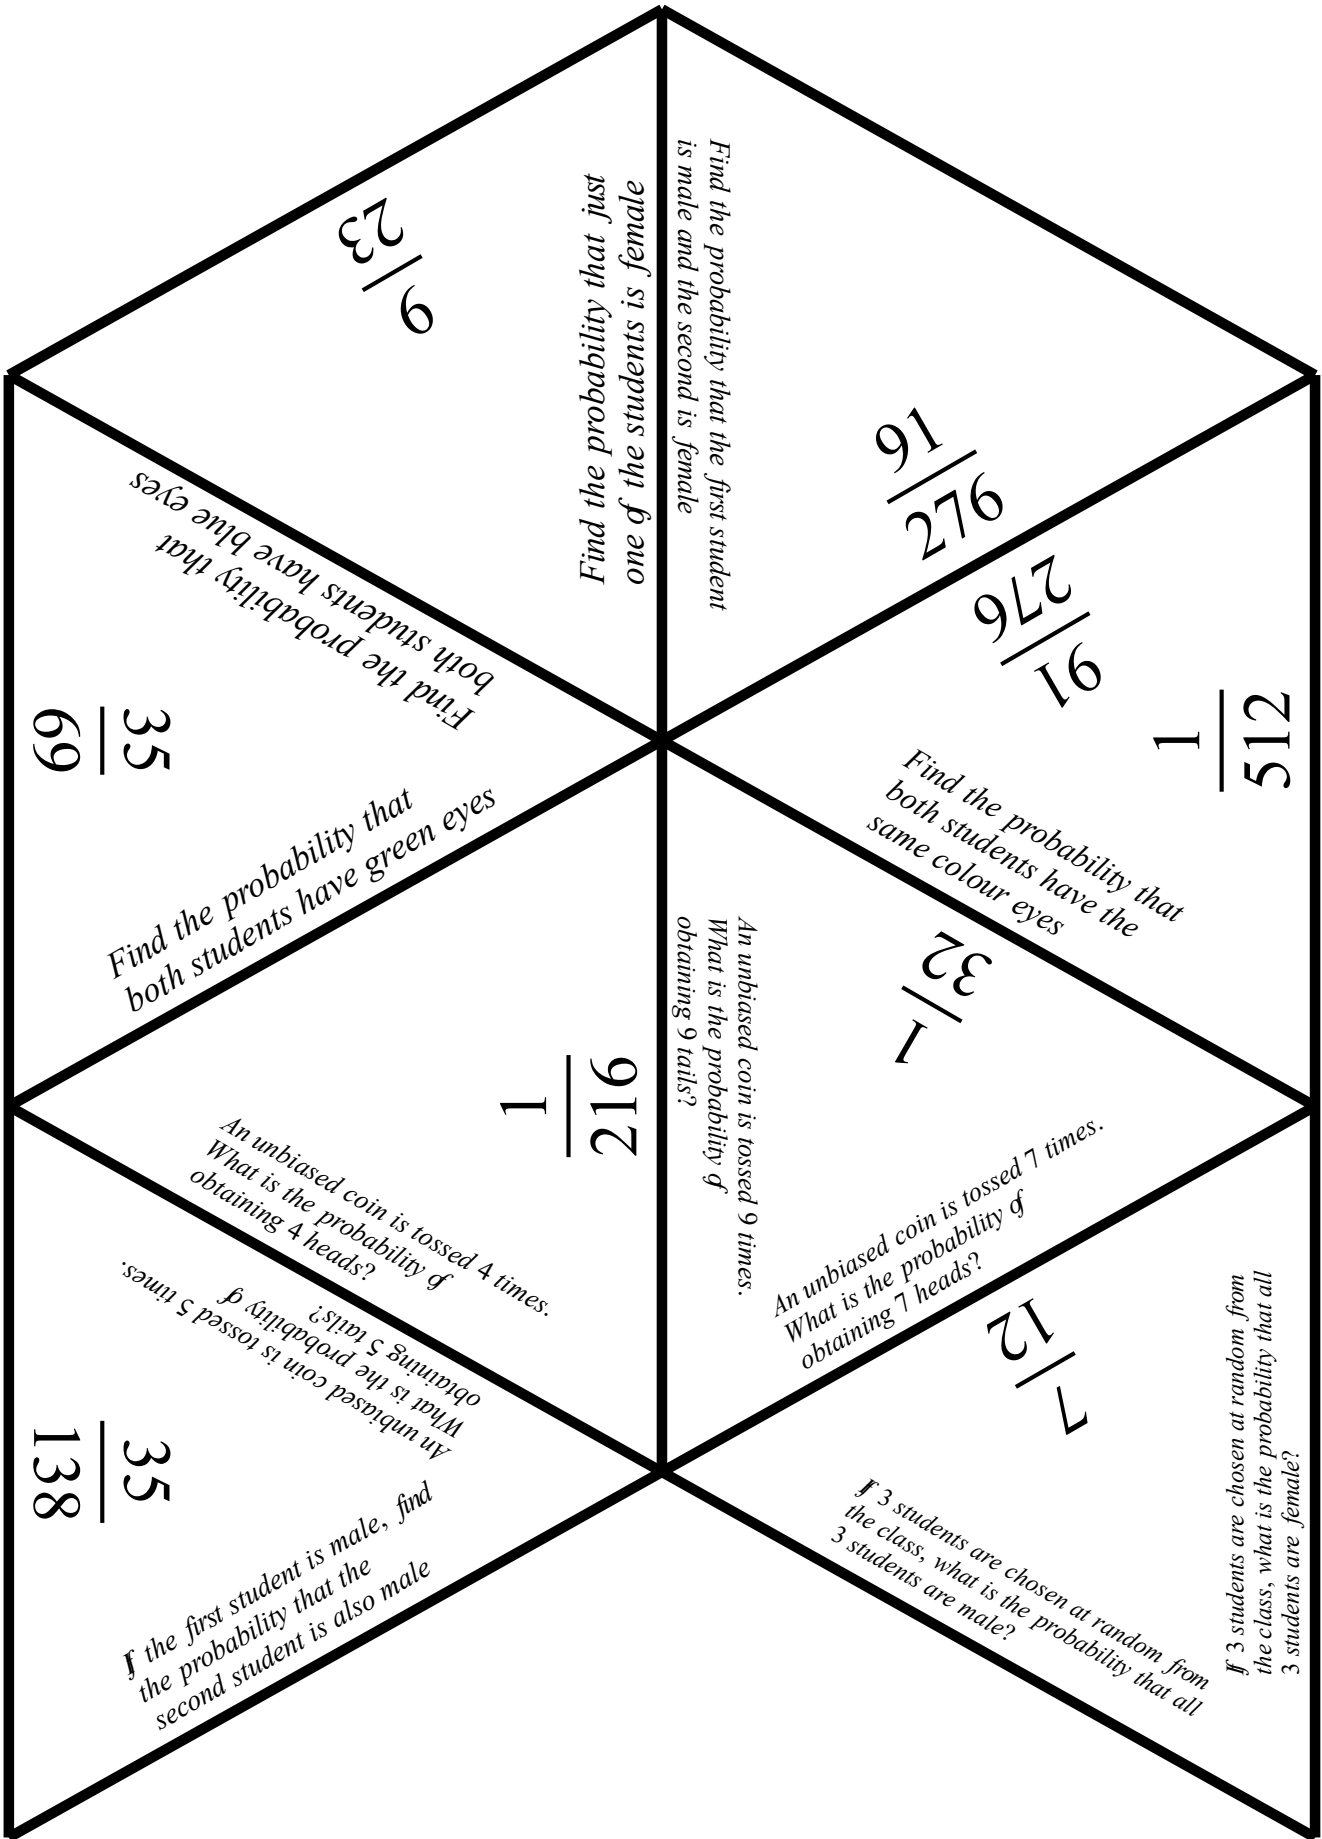 9
23
Find the probability that just
one of the students is female
Find the probability that the first student
is male and the second is female
91
276
Find the probability that
both students have blue eyes
35
69
Find the probability that
both students have green eyes
91
276
1
512
Find the probability that
both students have the
same colour eyes
1
216
An unbiased coin is tossed 4 times.
What is the probability of
obtaining 4 heads?
An unbiased coin is tossed 9 times.
What is the probability of
obtaining 9 tails?
1
32
An unbiased coin is tossed 7 times.
What is the probability of
obtaining 7 heads?
An unbiased coin is tossed 5 times.
What is the probability of
obtaining 5 tails?
35
138
If the first student is male, find
the probability that the
second student is also male
7
12
If 3 students are chosen at random from
the class, what is the probability that all
3 students are male?
If 3 students are chosen at random from
the class, what is the probability that all
3 students are female?